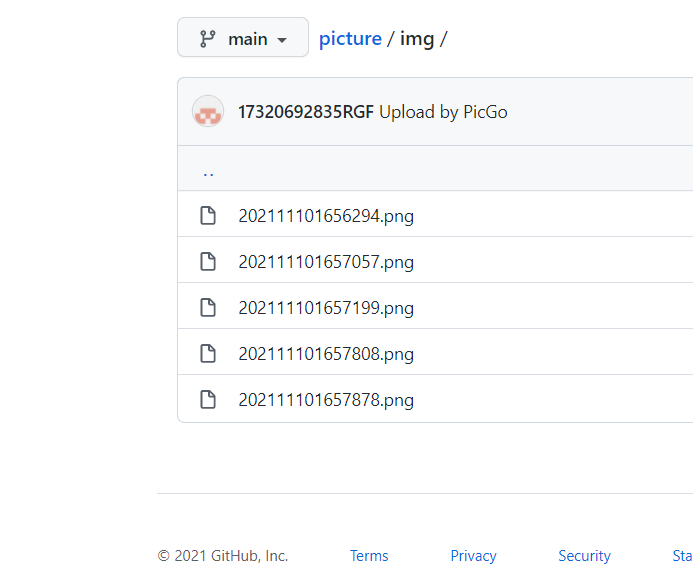 main picture / img /
17320692835RGF Upload by PicGo
..
202111101656294.png
202111101657057.png
202111101657199.png
202111101657808.png
202111101657878.png
© 2021 GitHub, Inc. Terms Privacy Security Sta